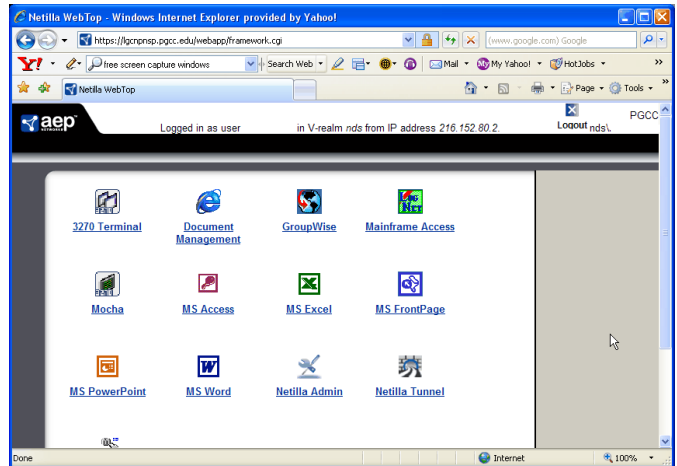 Netilla WebTop - Windows Internet Explorer provided by Yahoo!
https://lgcnpnsp.pgcc.edu/webapp/framework.cgi
(www.google.com) Google
Y! free screen capture windows Search Web Mail My Yahoo! HotJobs »
Netilla WebTop Page Tools »
aep NETWORKS
Logged in as user in V-realm nds from IP address 216.152.80.2.
Logout nds\.
PGCC
3270 Terminal
Document Management
GroupWise
Mainframe Access
Mocha
MS Access
MS Excel
MS FrontPage
MS PowerPoint
MS Word
Netilla Admin
Netilla Tunnel
Done Internet 100%